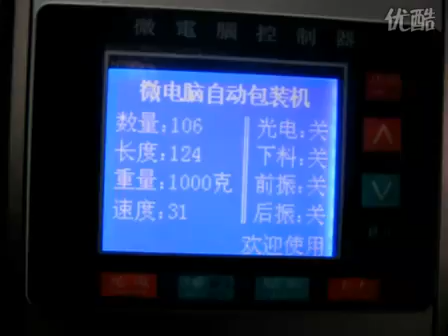 优酷
微電腦控制器
微电脑自动包装机
数量:106
光电:关
长度:124
下料:关
重量:1000克
前振:关
速度:31
后振:关
欢迎使用